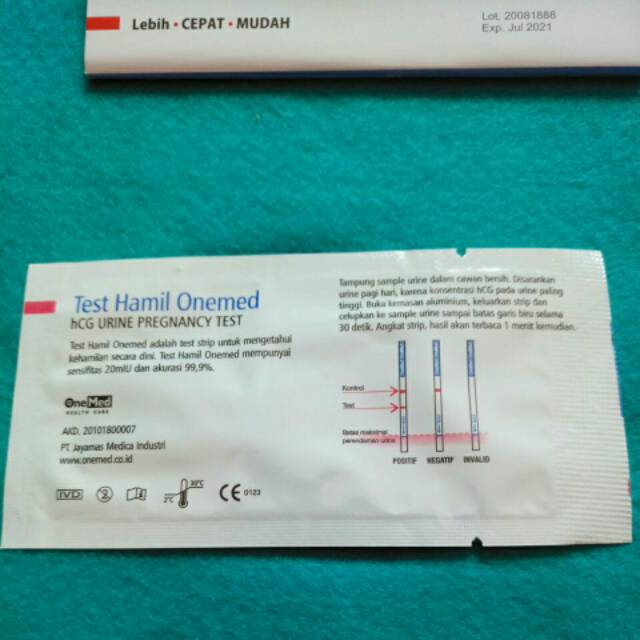 Lebih • CEPAT • MUDAH
Lot. 20081888
Exp. Jul 2021
Test Hamil Onemed
hCG URINE PREGNANCY TEST
Test Hamil Onemed adalah test strip untuk mengetahui
kehamilan secara dini. Test Hamil Onemed mempunyai
sensifitas 20mIU dan akurasi 99,9%.
OneMed
HEALTH CARE
AKD. 20101800007
PT. Jayamas Medica Industri
www.onemed.co.id
IVD
2
2°C
30°C
CE 0123
Tampung sample urine dalam cawan bersih. Disarankan
urine pagi hari, karena konsentrasi hCG pada urine paling
tinggi. Buka kemasan aluminium, keluarkan strip dan
celupkan ke sample urine sampai batas garis biru selama
30 detik. Angkat strip, hasil akan terbaca 1 menit kemudian.
Kontrol
Test
Batas maksimal
perendaman urine
POSITIF NEGATIF INVALID